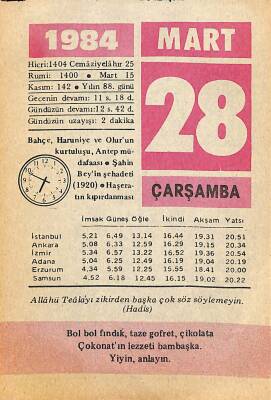 1984 MART
Hicri:1404 Cemâziyelâhır 25
Rumi: 1400 • Mart 15
Kasım: 142 • Yılın 88. günü
Gecenin devamı: 11 s. 18 d.
Gündüzün devamı:12 s. 42 d.
Gündüzün uzayışı: 2 dakika
28
ÇARŞAMBA
Bahçe, Haruniye ve Olur'un
kurtuluşu, Antep mü-
dafaası • Şahin
Bey'in şehadeti
(1920) • Haşera-
tın kıpırdanması
İmsak Güneş Öğle İkindi Akşam Yatsı
İstanbul 5,21 6,49 13,14 16,44 19,31 20,51
Ankara 5,08 6,33 12,59 16,29 19,15 20,34
İzmir 5,34 6,57 13,22 16,52 19,36 20,54
Adana 5,04 6,25 12,49 16,19 19,04 20,19
Erzurum 4,34 5,59 12,25 15,55 18,41 20,00
Samsun 4,52 6,18 12,45 16,15 19,02 20,22
Allâhü Teâlâ'yı zikirden başka çok söz söylemeyin.
(Hadîs)
Bol bol fındık, taze gofret, çikolata
Çokonat'ın lezzeti bambaşka.
Yiyin, anlayın.